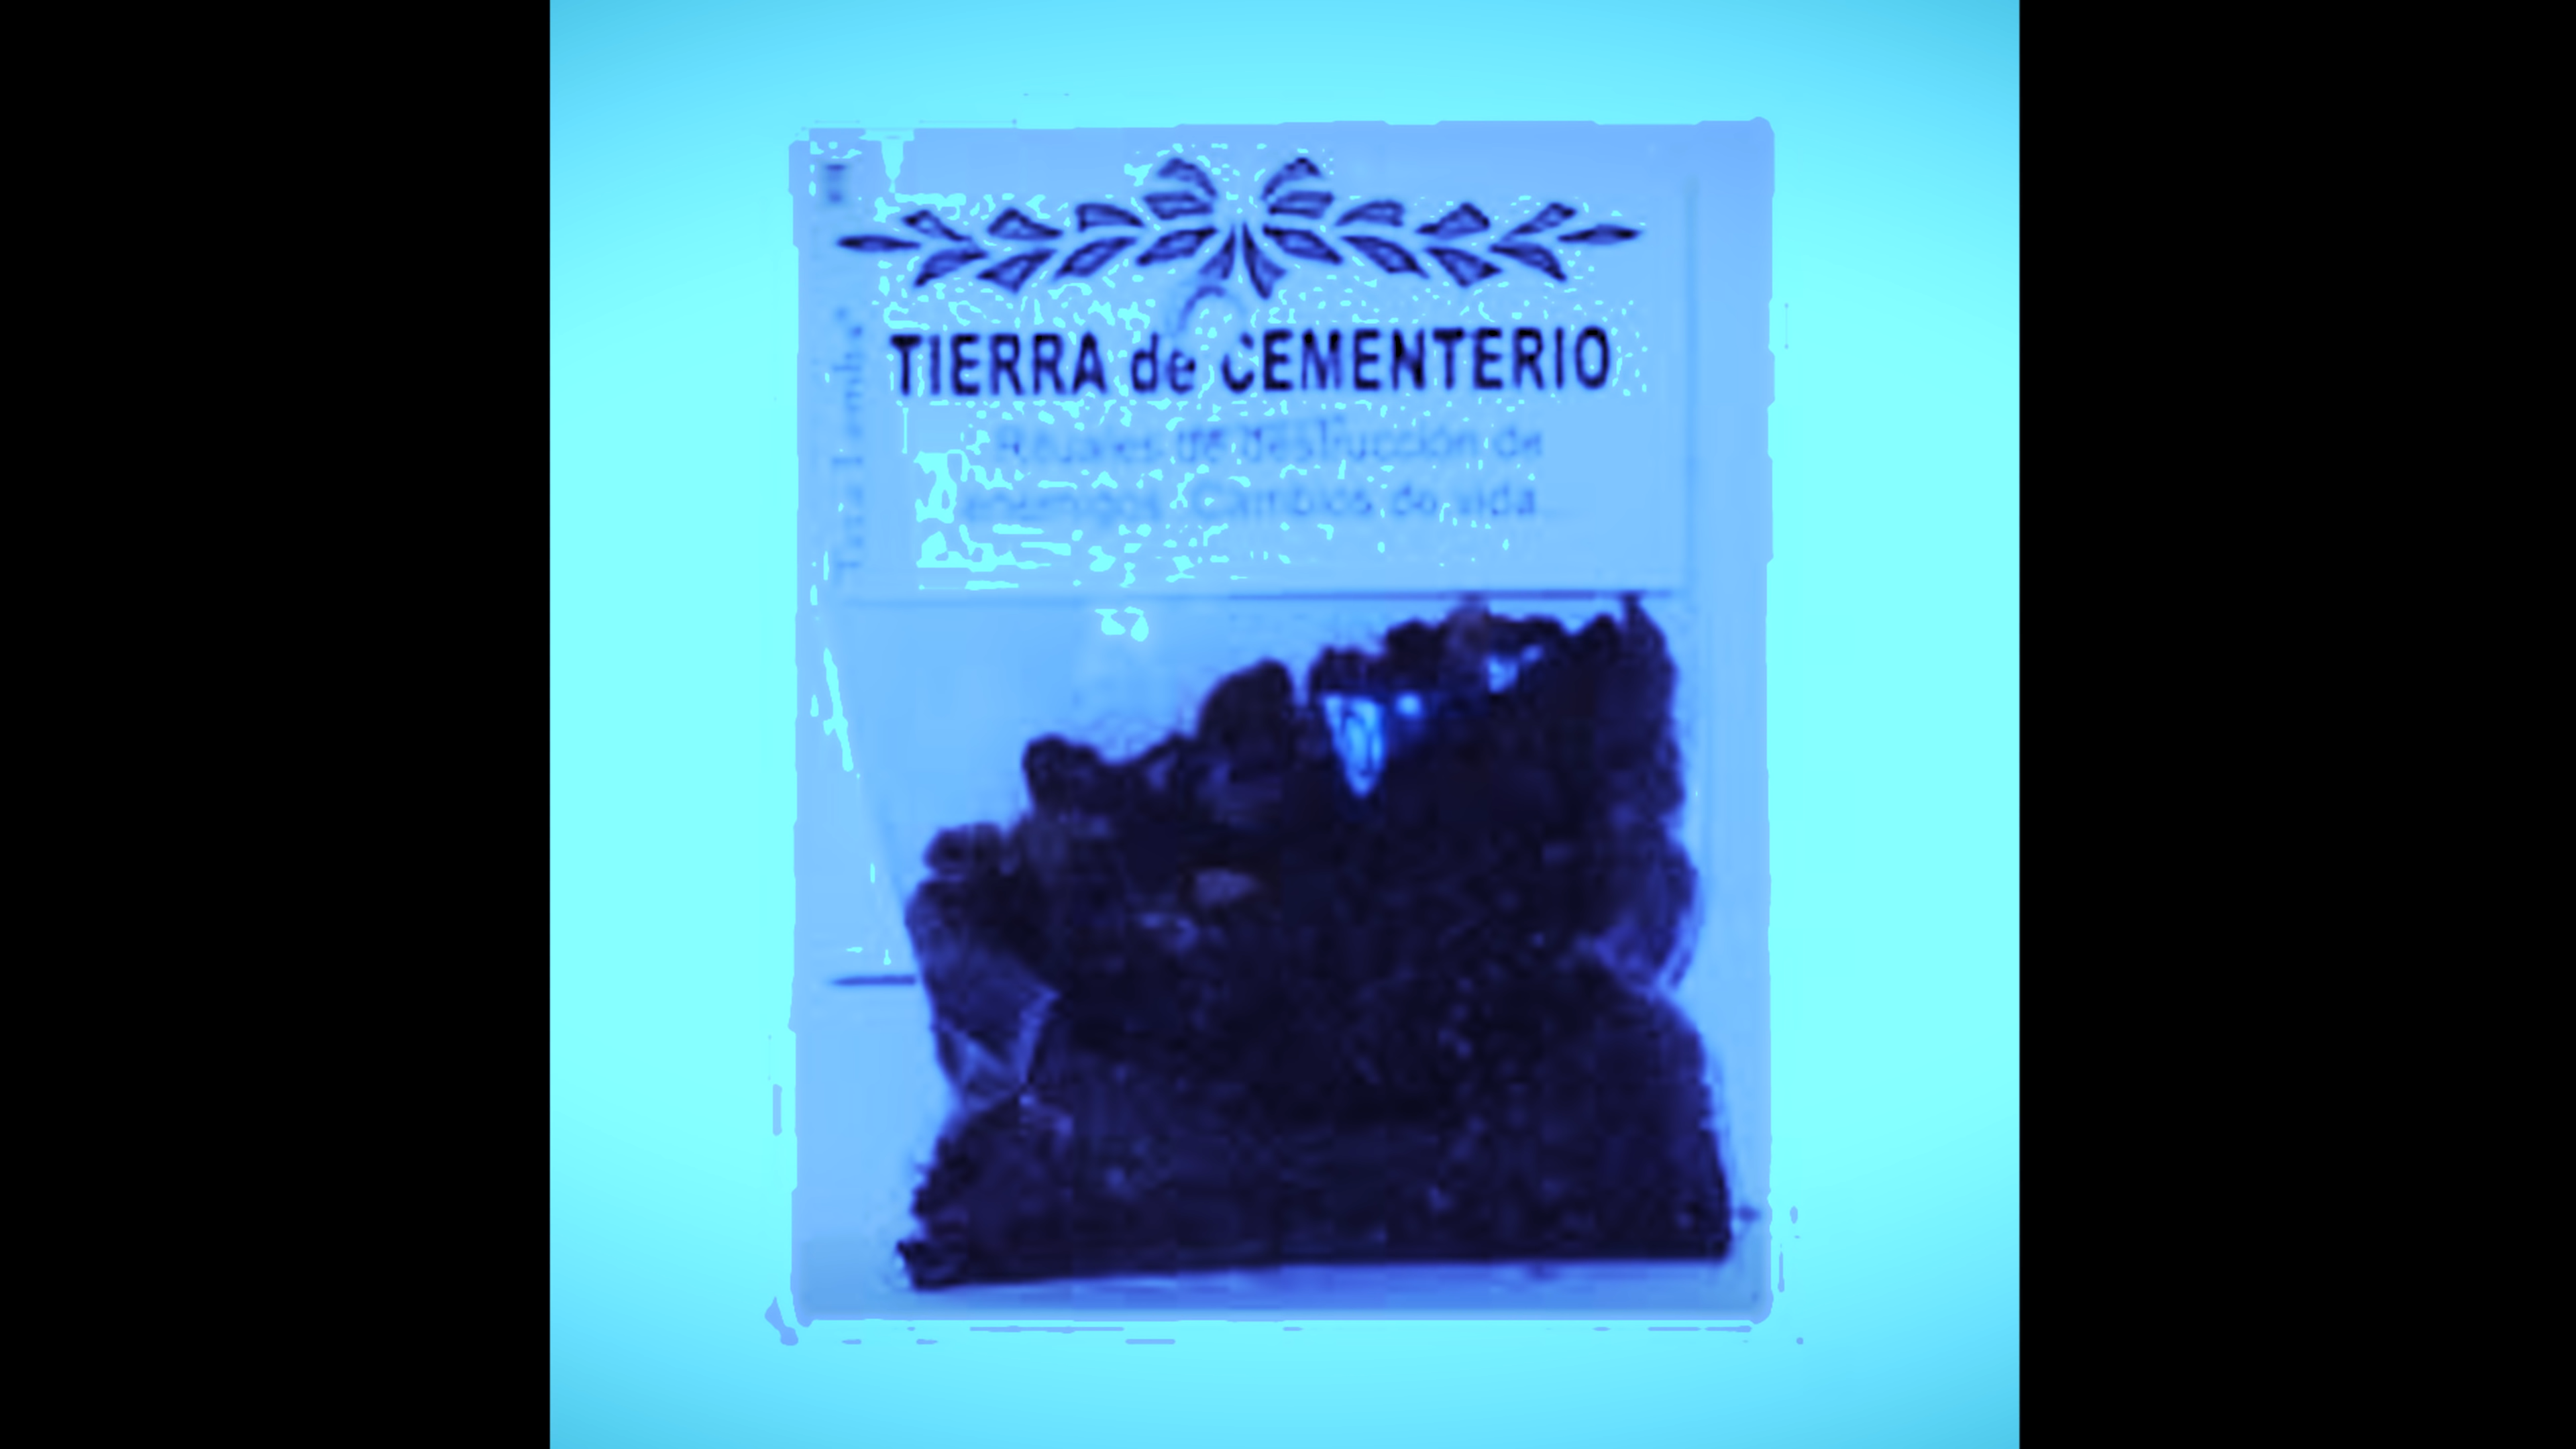 TIERRA de CEMENTERIO
Rituales de destrucción de
enemigos. Cambios de vida